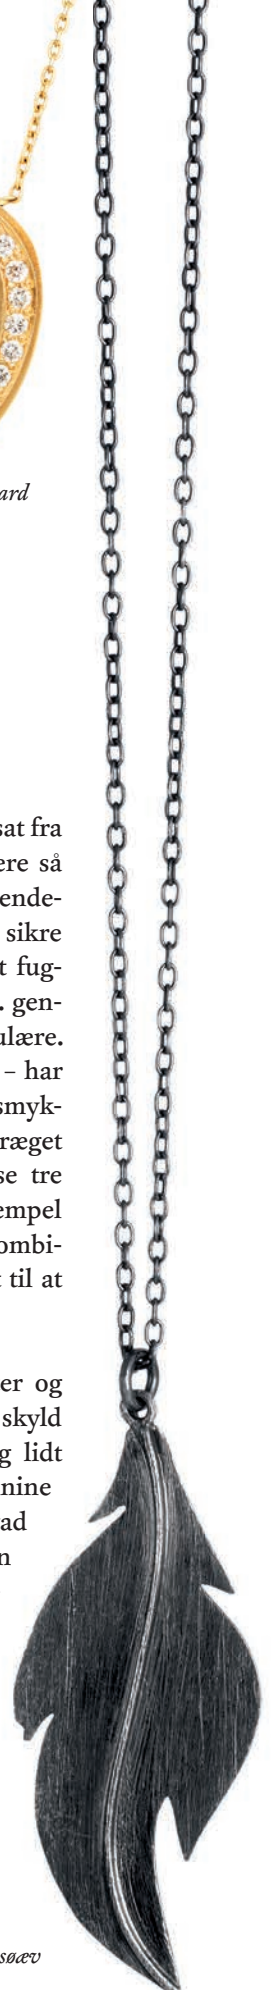 ard
sat fra
ere så
ende-
sikre
t fug-
. gen-
ulære.
– har
smyk-
ræget
se tre
empel
ombi-
t til at
er og
skyld
g lidt
nine
ad
n
søæv